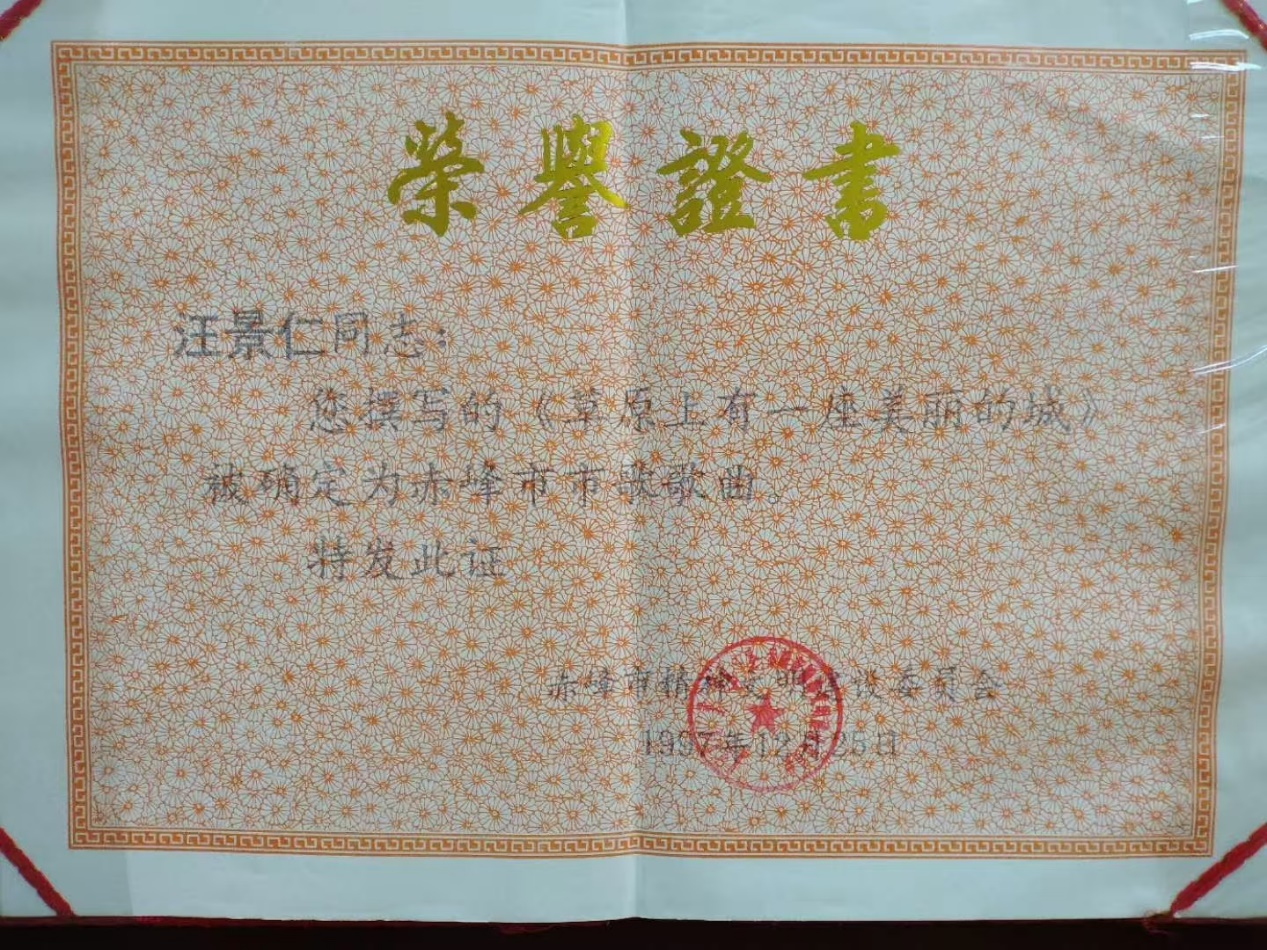 榮譽證書
汪景仁同志：
您撰写的《草原上有一座美丽的城》
被确定为赤峰市市歌歌曲。
特发此证
赤峰市精神文明建设委员会
1997年12月25日